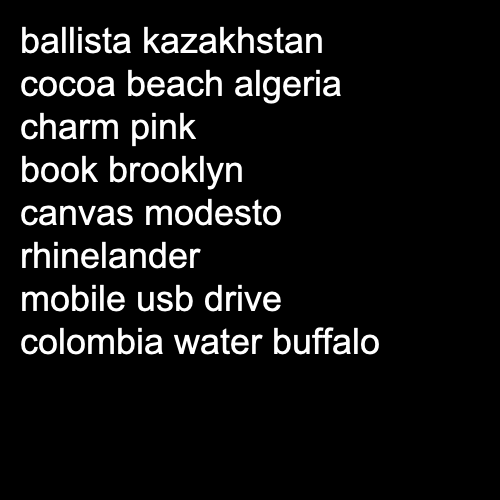 ballista kazakhstan
cocoa beach algeria
charm pink
book brooklyn
canvas modesto
rhinelander
mobile usb drive
colombia water buffalo